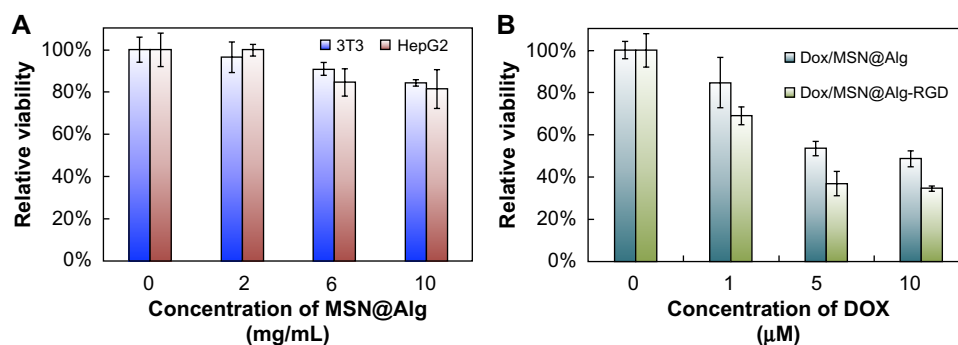 A
3T3 HepG2
Relative viability
100%
80%
60%
40%
20%
0%
0 2 6 10
Concentration of MSN@Alg
(mg/mL)
B
Dox/MSN@Alg
Dox/MSN@Alg-RGD
Relative viability
100%
80%
60%
40%
20%
0%
0 1 5 10
Concentration of DOX
(μM)